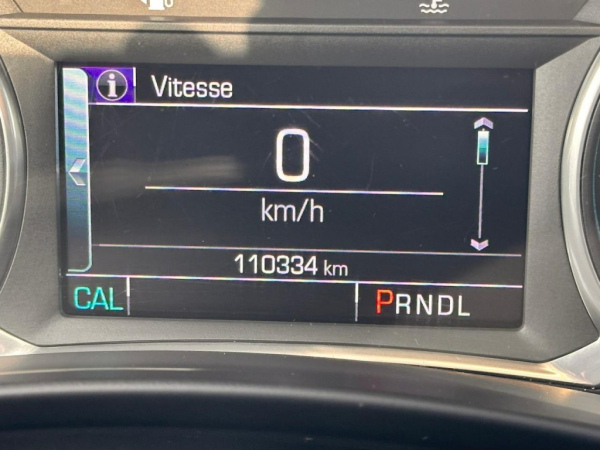 i Vitesse
0
km/h
110334 km
CAL PRNDL